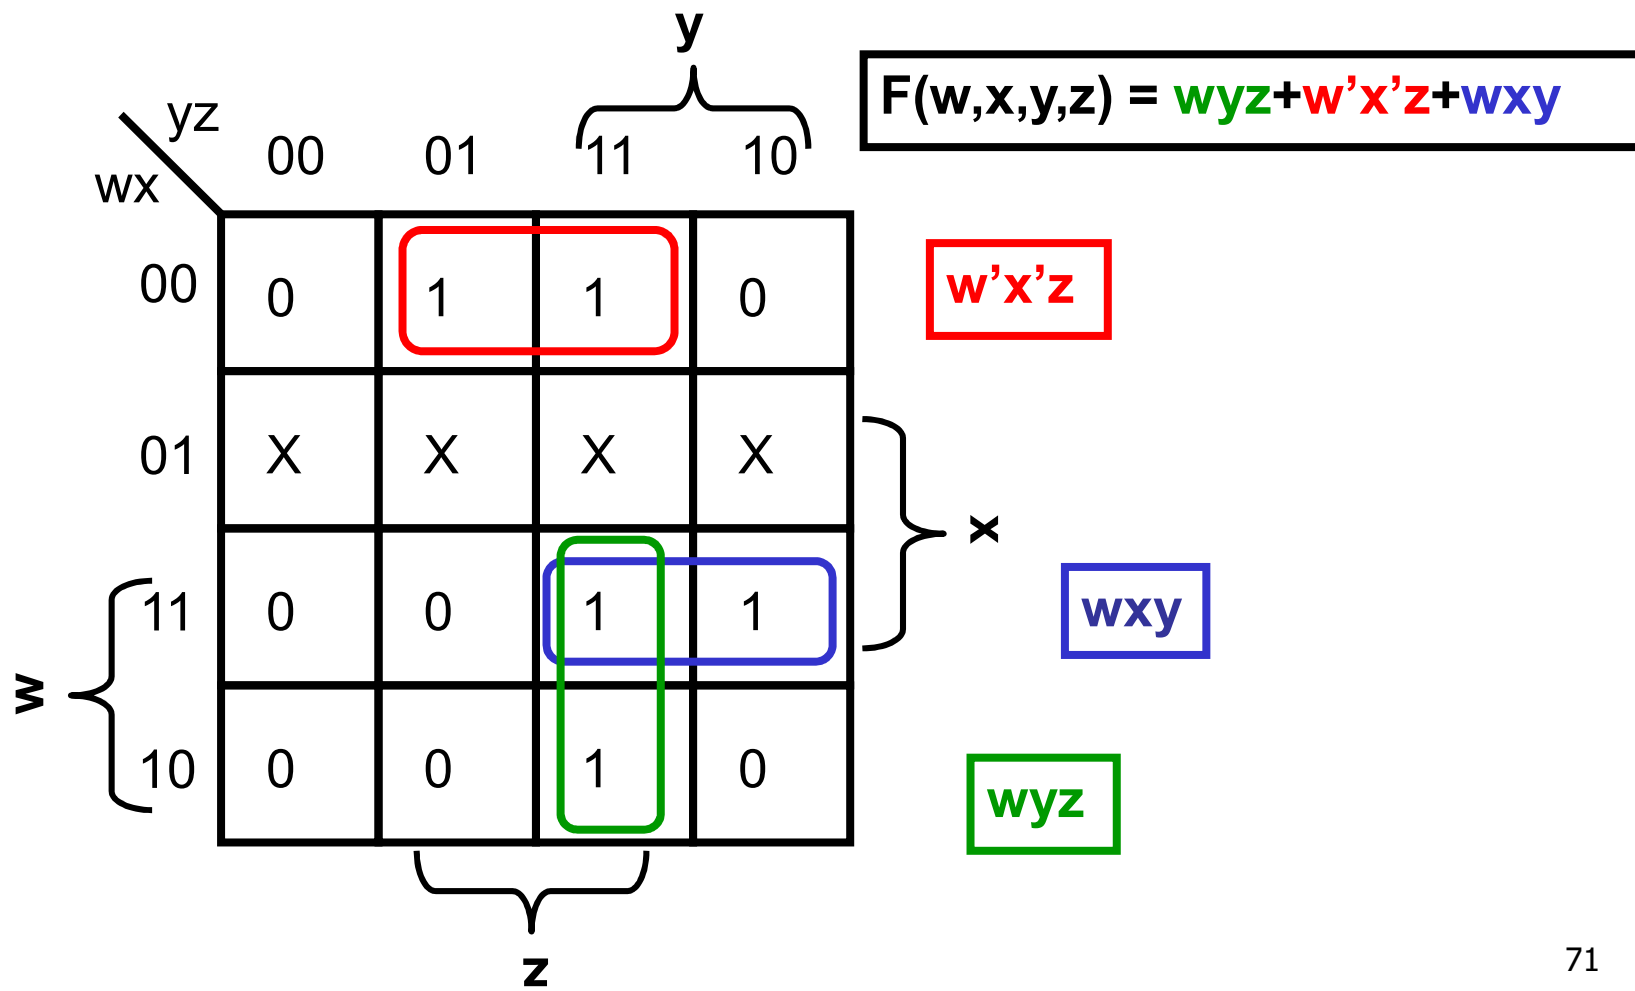 y
F(w,x,y,z) = wyz+w’x’z+wxy
yz
wx
00 01 11 10
00 0 1 1 0 w’x’z
01 X X X X
x
11 0 0 1 1 wxy
w
10 0 0 1 0 wyz
z
71